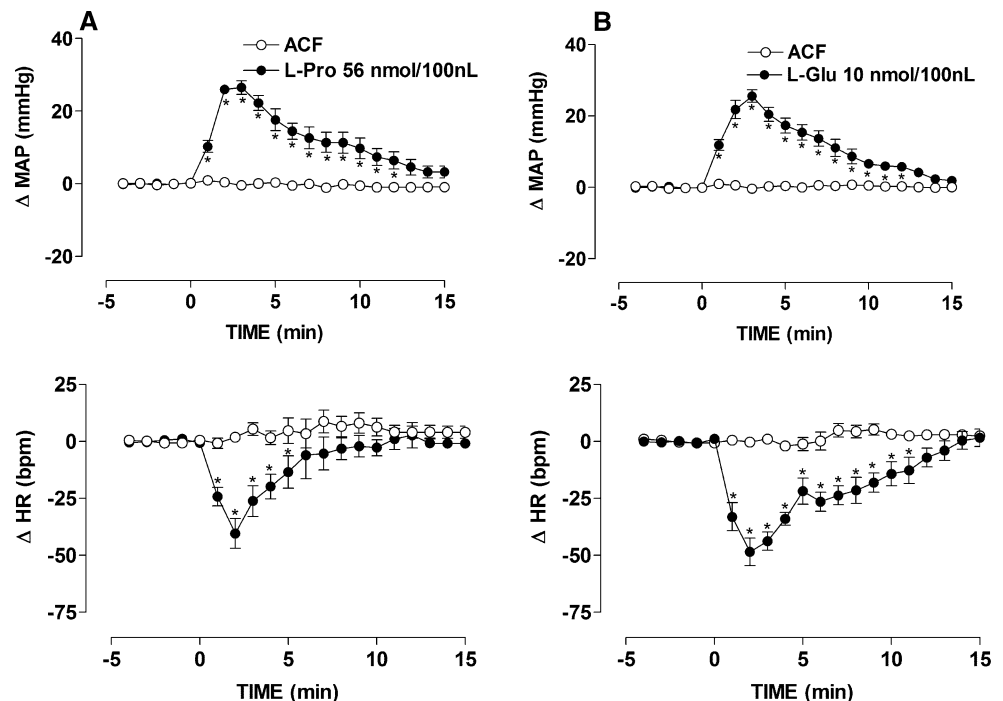 A
ACF
L-Pro 56 nmol/100nL
40
20
0
-20
Δ MAP (mmHg)
* * * * * * * * * * * *
-5 0 5 10 15
TIME (min)
B
ACF
L-Glu 10 nmol/100nL
40
20
0
-20
Δ MAP (mmHg)
* * * * * * * * * * * *
-5 0 5 10 15
TIME (min)
25
0
-25
-50
-75
Δ HR (bpm)
* * * * *
-5 0 5 10 15
TIME (min)
25
0
-25
-50
-75
Δ HR (bpm)
* * * * * * * * * * *
-5 0 5 10 15
TIME (min)